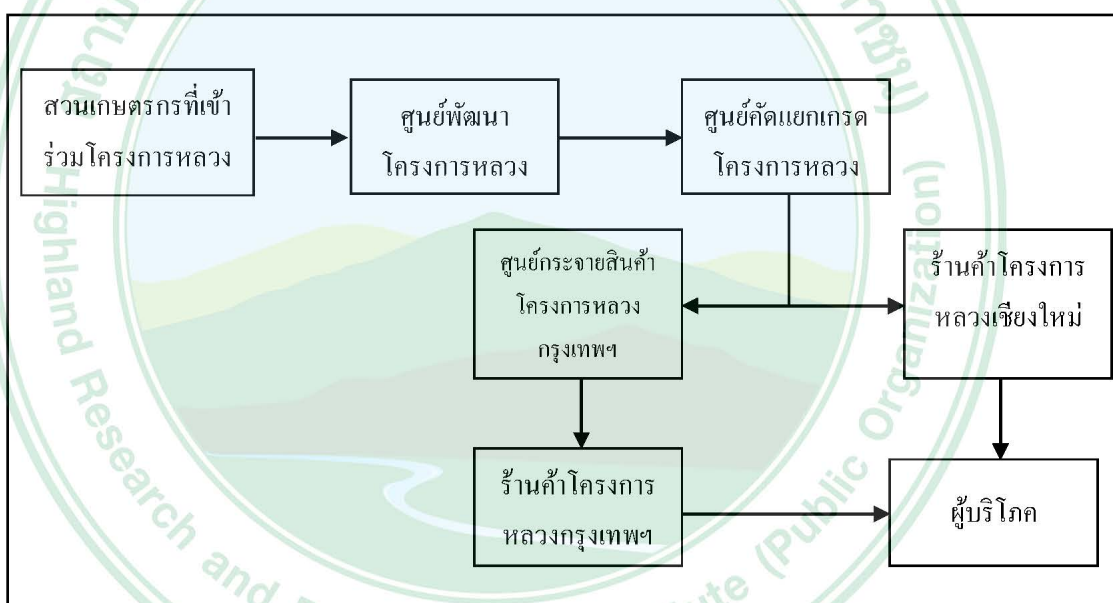 สวนเกษตรกรที่เข้า
ร่วมโครงการหลวง
ศูนย์พัฒนา
โครงการหลวง
ศูนย์คัดแยกเกรด
โครงการหลวง
ศูนย์กระจายสินค้า
โครงการหลวง
กรุงเทพฯ
ร้านค้าโครงการ
หลวงเชียงใหม่
ร้านค้าโครงการ
หลวงกรุงเทพฯ
ผู้บริโภค
Highland Research and
(Public Organization)